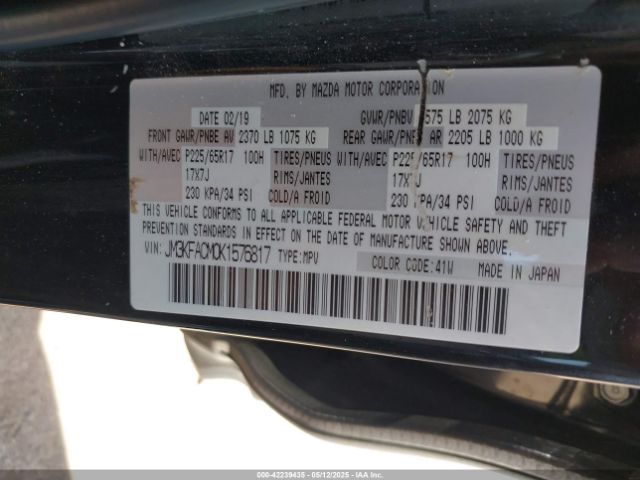 MFD. BY MAZDA MOTOR CORPORATION
DATE 02/19 GVWR/PNBV 575 LB 2075 KG
FRONT GAWR/PNBE AV 2370 LB 1075 KG REAR GAWR/PNBE AR 2205 LB 1000 KG
WITH/AVEC P225/65R17 100H TIRES/PNEUS WITH/AVEC P225/65R17 100H TIRES/PNEUS
17X7J RIMS/JANTES 17X7J RIMS/JANTES
230 KPA/34 PSI COLD/A FROID 230 KPA/34 PSI COLD/A FROID
THIS VEHICLE CONFORMS TO ALL APPLICABLE FEDERAL MOTOR VEHICLE SAFETY AND THEFT
PREVENTION STANDARDS IN EFFECT ON THE DATE OF MANUFACTURE SHOWN ABOVE.
VIN: JM3KFACM0K1576817 TYPE: MPV COLOR CODE: 41W MADE IN JAPAN
000-42239435 - 05/12/2025 - IAAI.COM